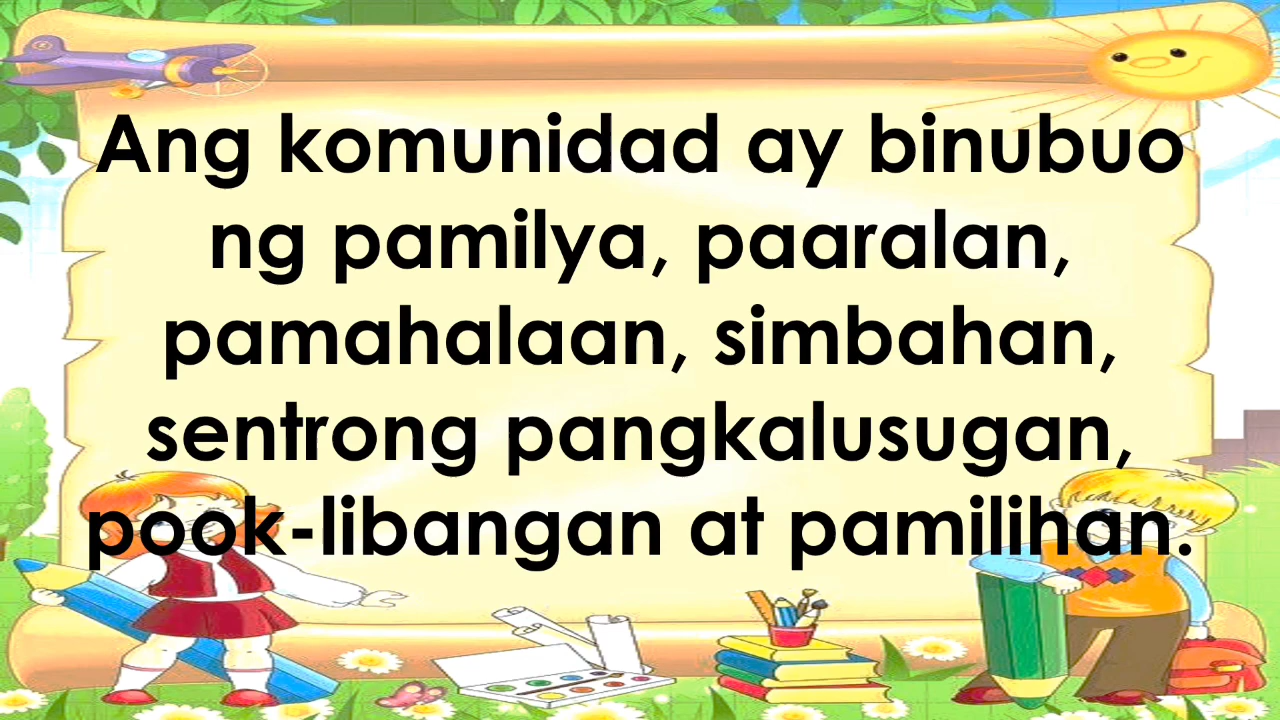 Ang komunidad ay binubuo
ng pamilya, paaralan,
pamahalaan, simbahan,
sentrong pangkalusugan,
pook-libangan at pamilihan.